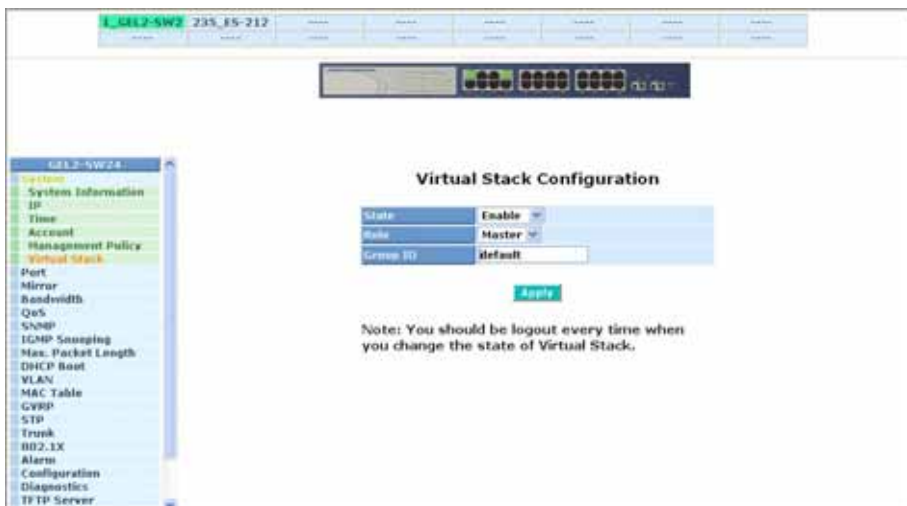 1_GEL2-SW2 235_ES-212 ---- ---- ---- ---- ---- ----
---- ---- ---- ---- ---- ---- ---- ----
GEL2-SW24
System
System Information
IP
Time
Account
Management Policy
Virtual Stack
Port
Mirror
Bandwidth
QoS
SNMP
IGMP Snooping
Max. Packet Length
DHCP Boot
VLAN
MAC Table
GVRP
STP
Trunk
802.1X
Alarm
Configuration
Diagnostics
TFTP Server
Virtual Stack Configuration
State Enable
Role Master
Group ID default
Apply
Note: You should be logout every time when
you change the state of Virtual Stack.